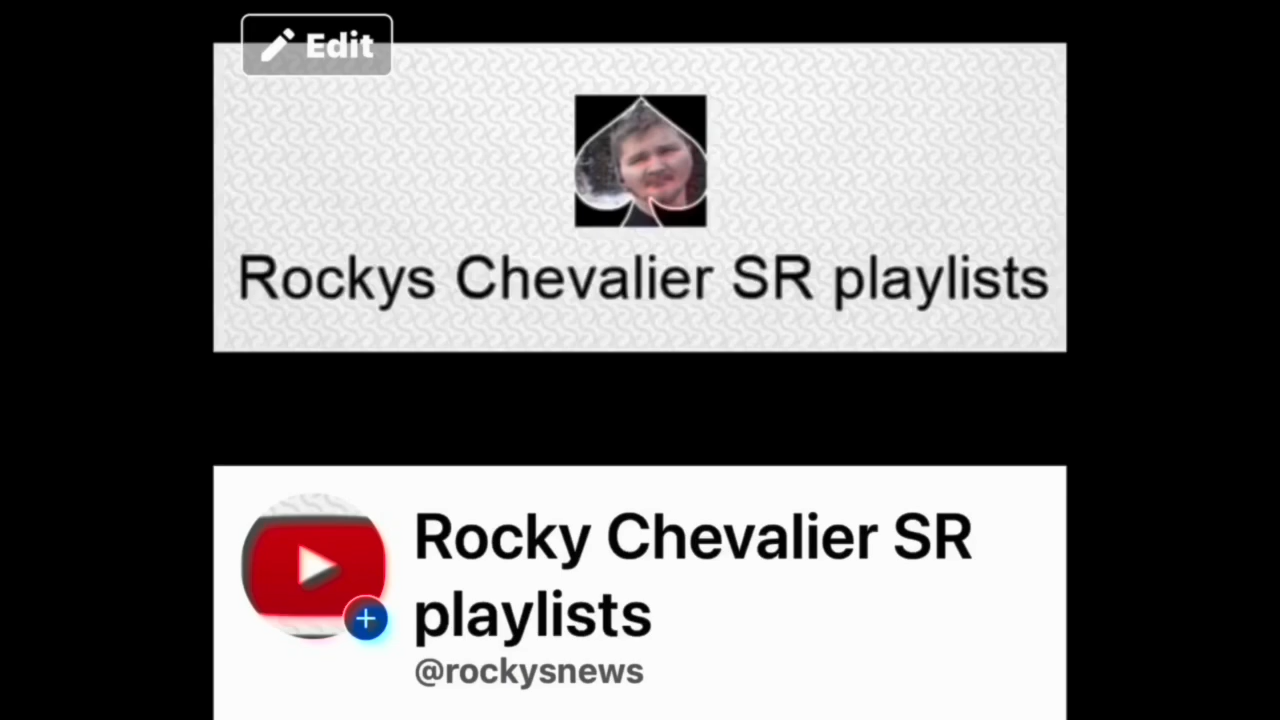 Edit
Rockys Chevalier SR playlists
Rocky Chevalier SR
playlists
@rockysnews